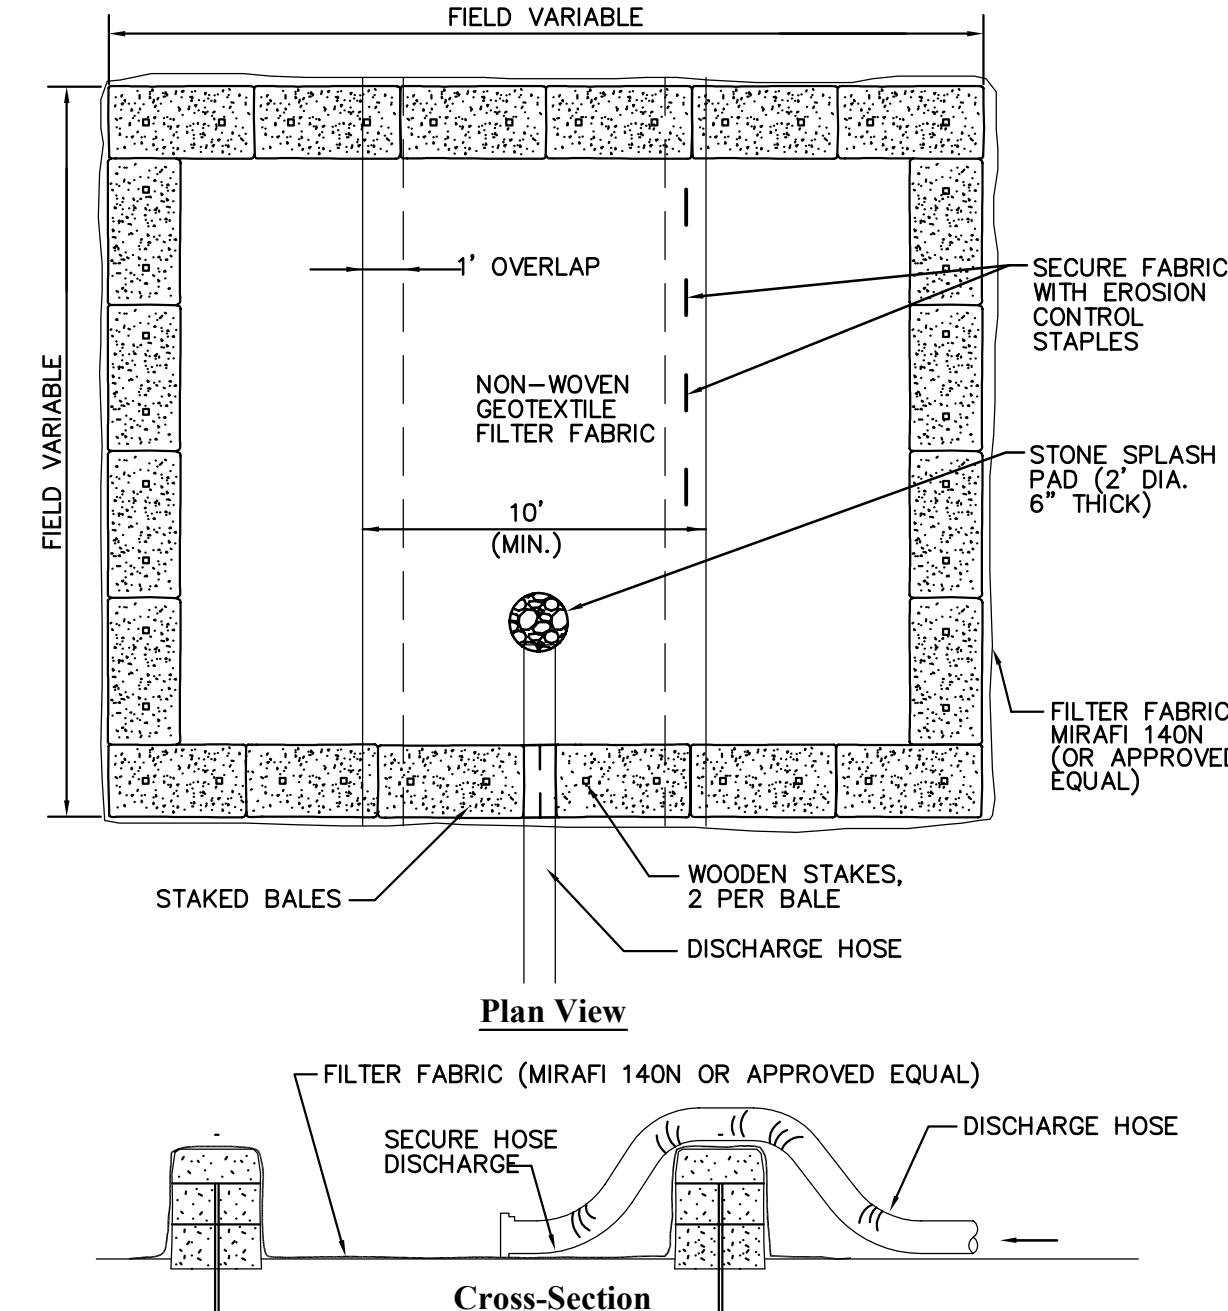 FIELD VARIABLE
FIELD VARIABLE
1' OVERLAP
SECURE FABRIC
WITH EROSION
CONTROL
STAPLES
NON-WOVEN
GEOTEXTILE
FILTER FABRIC
STONE SPLASH
PAD (2' DIA.
6" THICK)
10'
(MIN.)
FILTER FABRIC
MIRAFI 140N
(OR APPROVED
EQUAL)
STAKED BALES
WOODEN STAKES,
2 PER BALE
DISCHARGE HOSE
Plan View
FILTER FABRIC (MIRAFI 140N OR APPROVED EQUAL)
SECURE HOSE
DISCHARGE
DISCHARGE HOSE
Cross-Section